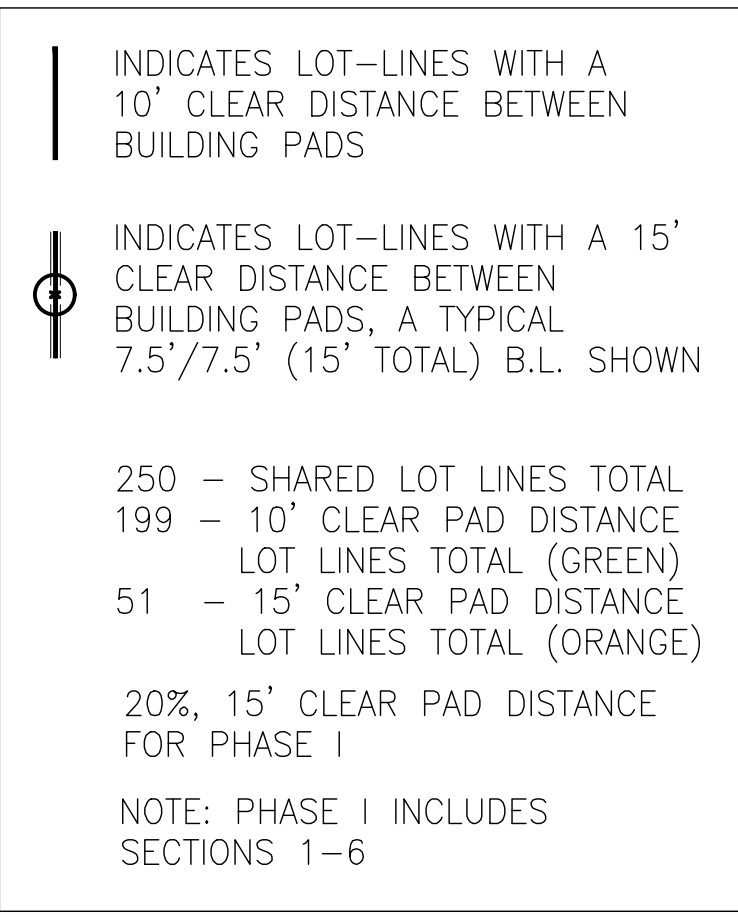 INDICATES LOT-LINES WITH A
10' CLEAR DISTANCE BETWEEN
BUILDING PADS
INDICATES LOT-LINES WITH A 15'
CLEAR DISTANCE BETWEEN
BUILDING PADS, A TYPICAL
7.5'/7.5' (15' TOTAL) B.L. SHOWN
250 - SHARED LOT LINES TOTAL
199 - 10' CLEAR PAD DISTANCE
LOT LINES TOTAL (GREEN)
51 - 15' CLEAR PAD DISTANCE
LOT LINES TOTAL (ORANGE)
20%, 15' CLEAR PAD DISTANCE
FOR PHASE I
NOTE: PHASE I INCLUDES
SECTIONS 1-6